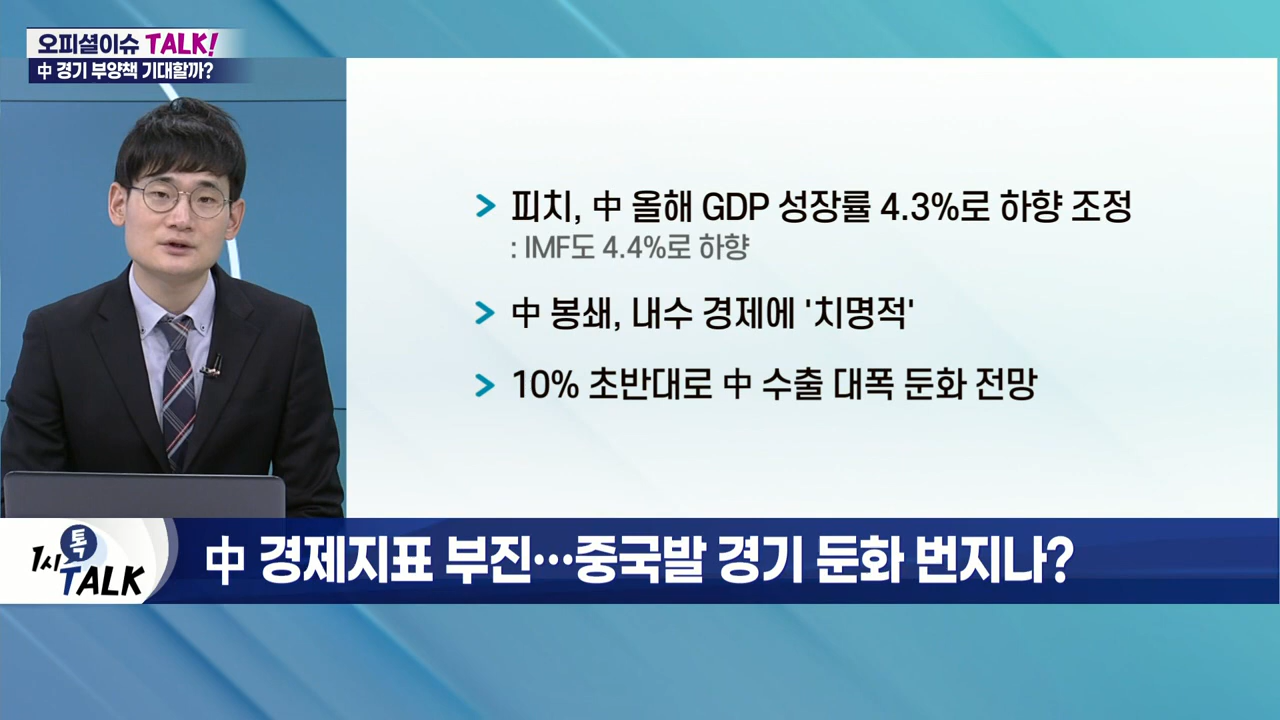 오피셜이슈 TALK!
中 경기 부양책 기대할까?
> 피치, 中 올해 GDP 성장률 4.3%로 하향 조정
: IMF도 4.4%로 하향
> 中 봉쇄, 내수 경제에 '치명적'
> 10% 초반대로 中 수출 대폭 둔화 전망
1시 톡 TALK
中 경제지표 부진…중국발 경기 둔화 번지나?